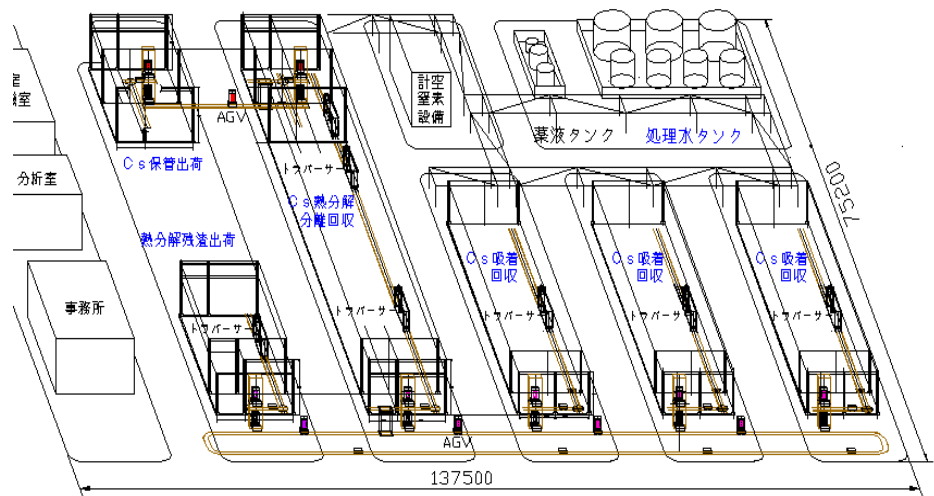 計空
窒素
設備
AGV
薬液タンク
処理水タンク
Cs保管出荷
トラバーサー
分析室
75200
Cs熱分解
分離回収
熱分解残渣出荷
Cs吸着
回収
Cs吸着
回収
Cs吸着
回収
事務所
トラバーサー
トラバーサー
トラバーサー
トラバーサー
トラバーサー
AGV
137500